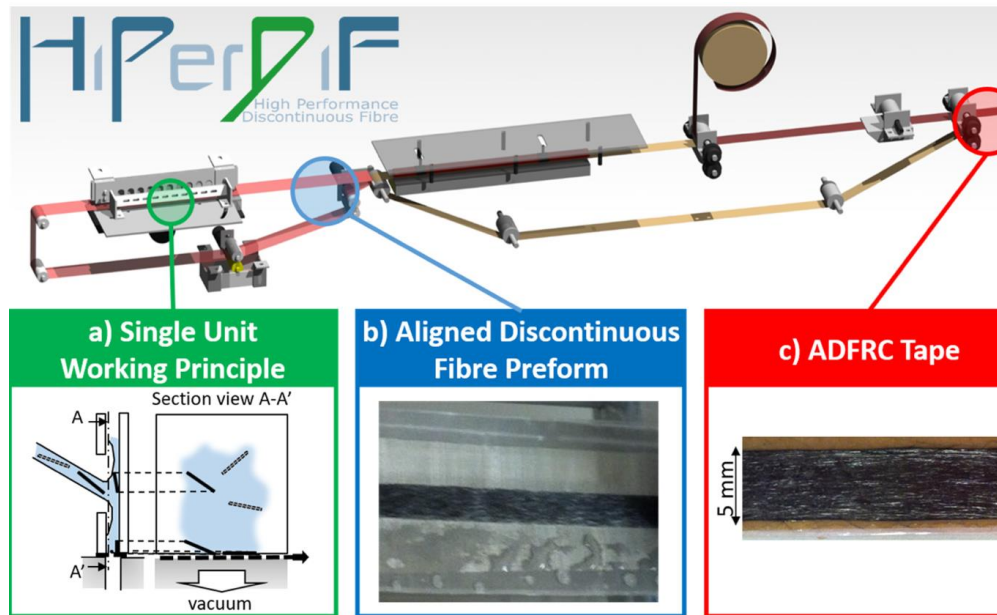 HiPerDiF
High Performance
Discontinuous Fibre
a) Single Unit
Working Principle
Section view A-A’
A
A’
vacuum
b) Aligned Discontinuous
Fibre Preform
c) ADFRC Tape
5 mm